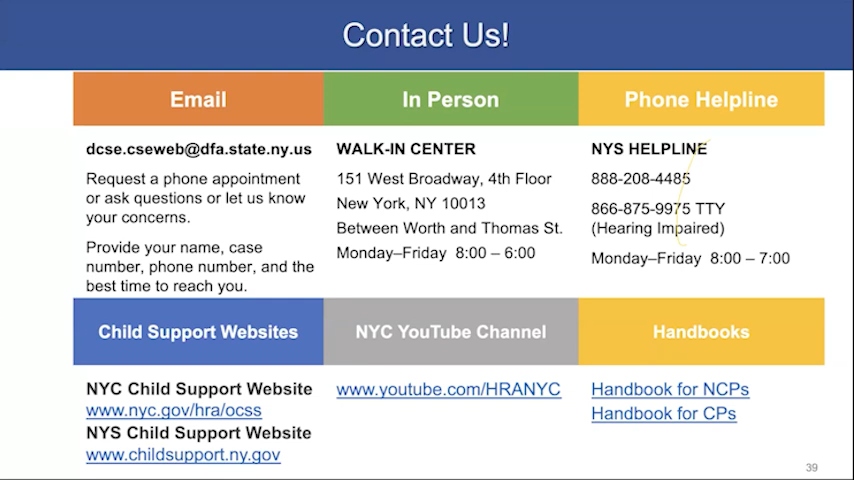 Contact Us!
Email
dcse.cseweb@dfa.state.ny.us
Request a phone appointment
or ask questions or let us know
your concerns.
Provide your name, case
number, phone number, and the
best time to reach you.
In Person
WALK-IN CENTER
151 West Broadway, 4th Floor
New York, NY 10013
Between Worth and Thomas St.
Monday–Friday 8:00 – 6:00
Phone Helpline
NYS HELPLINE
888-208-4485
866-875-9975 TTY
(Hearing Impaired)
Monday–Friday 8:00 – 7:00
Child Support Websites
NYC Child Support Website
www.nyc.gov/hra/ocss
NYS Child Support Website
www.childsupport.ny.gov
NYC YouTube Channel
www.youtube.com/HRANYC
Handbooks
Handbook for NCPs
Handbook for CPs
39